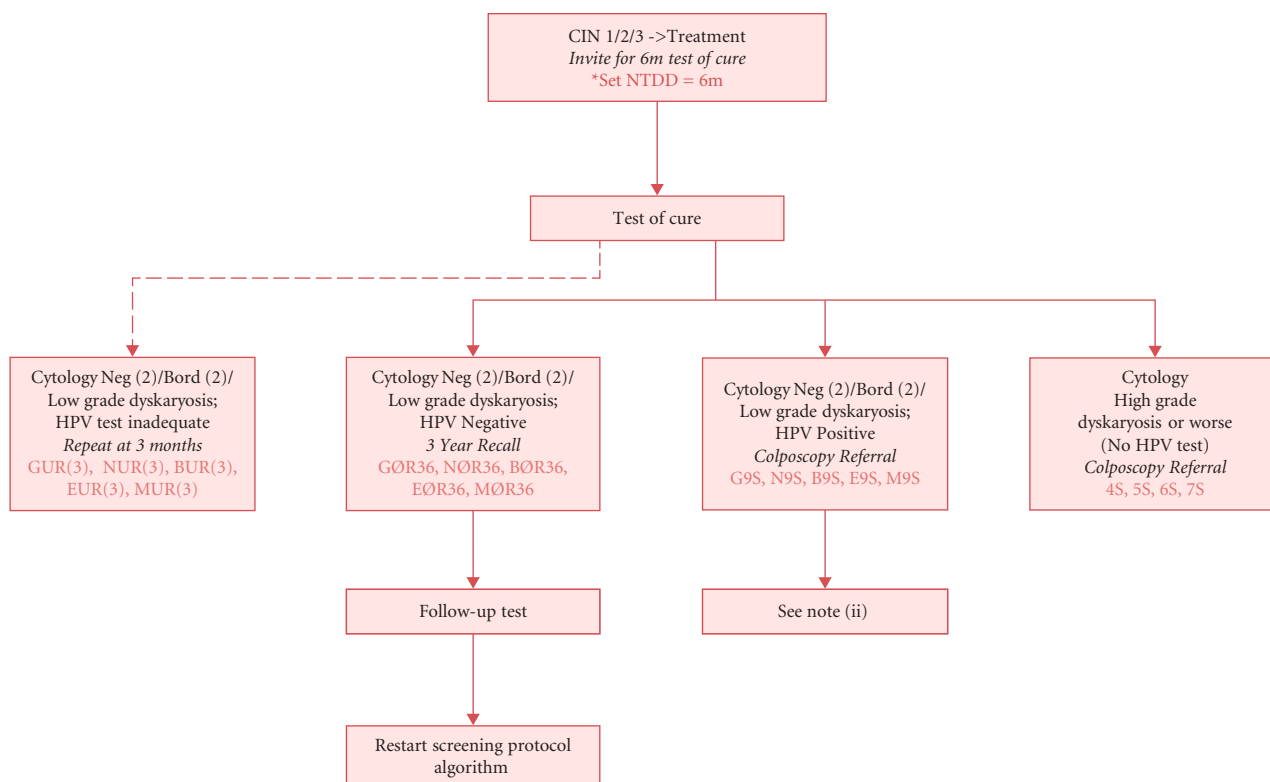 CIN 1/2/3 ->Treatment
Invite for 6m test of cure
*Set NTDD = 6m
Test of cure
Cytology Neg (2)/Bord (2)/
Low grade dyskaryosis;
HPV test inadequate
Repeat at 3 months
GUR(3), NUR(3), BUR(3),
EUR(3), MUR(3)
Cytology Neg (2)/Bord (2)/
Low grade dyskaryosis;
HPV Negative
3 Year Recall
GØR36, NØR36, BØR36,
EØR36, MØR36
Cytology Neg (2)/Bord (2)/
Low grade dyskaryosis;
HPV Positive
Colposcopy Referral
G9S, N9S, B9S, E9S, M9S
Cytology
High grade
dyskaryosis or worse
(No HPV test)
Colposcopy Referral
4S, 5S, 6S, 7S
Follow-up test
See note (ii)
Restart screening protocol
algorithm